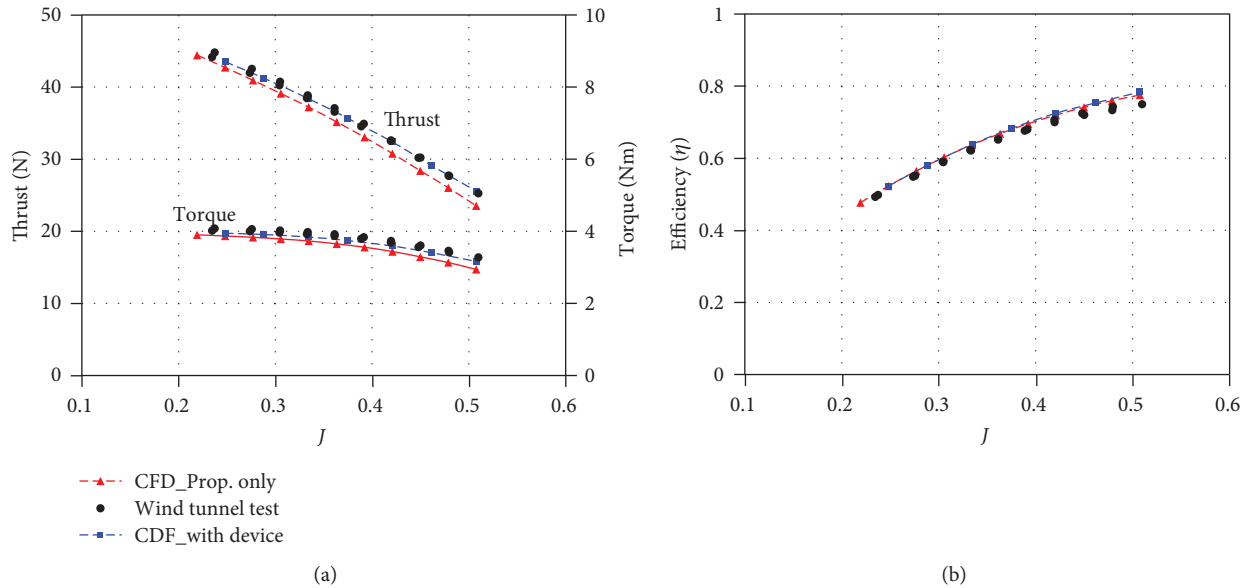 50
40
30
20
10
0
Thrust (N)
10
8
6
4
2
0
Torque (Nm)
Thrust
Torque
0.1 0.2 0.3 0.4 0.5 0.6
J
CFD_Prop. only
Wind tunnel test
CDF_with device
(a)
1
0.8
0.6
0.4
0.2
0
Efficiency (η)
0.1 0.2 0.3 0.4 0.5 0.6
J
(b)